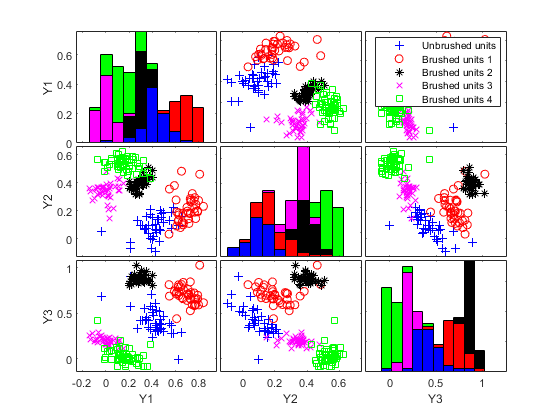 Y1
0.6
0.4
0.2
0
Unbrushed units
Brushed units 1
Brushed units 2
Brushed units 3
Brushed units 4
Y2
0.6
0.4
0.2
0
Y3
1
0.5
0
-0.2 0 0.2 0.4 0.6 0.8
0 0.2 0.4 0.6
0 0.5 1
Y1 Y2 Y3